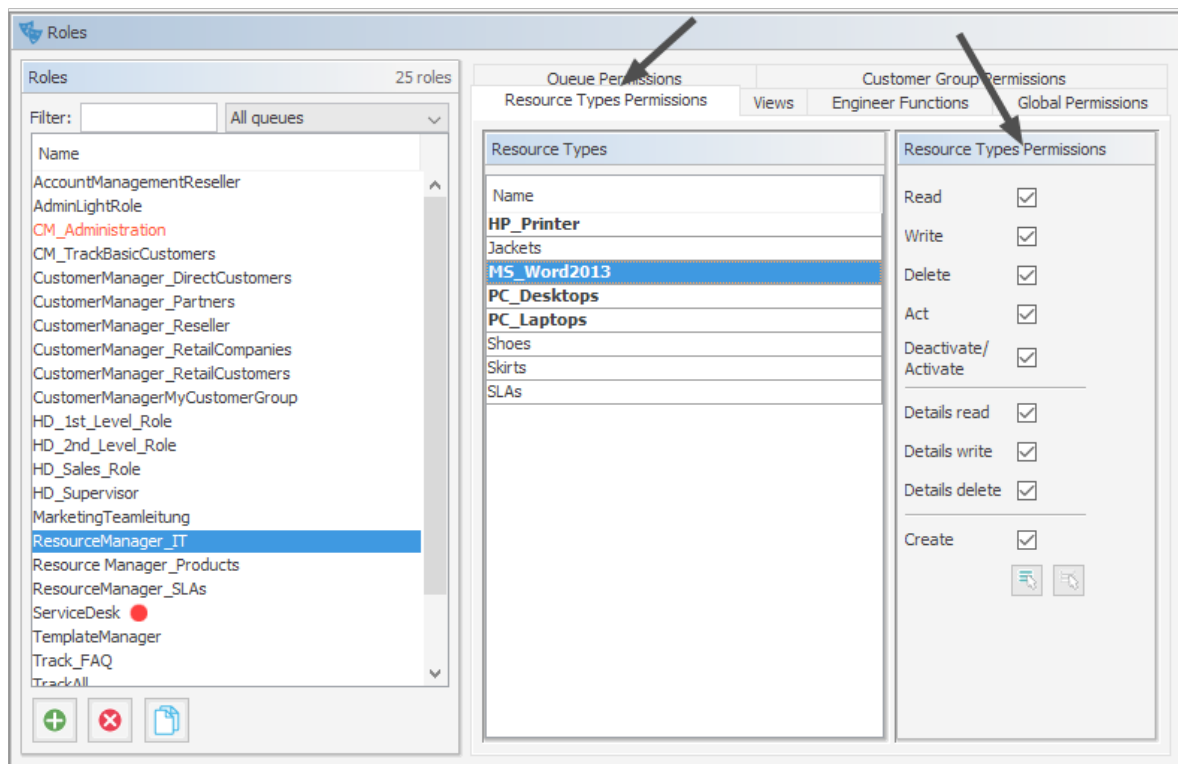 Roles
Roles 25 roles
Filter: All queues
Name
AccountManagementReseller
AdminLightRole
CM_Administration
CM_TrackBasicCustomers
CustomerManager_DirectCustomers
CustomerManager_Partners
CustomerManager_Reseller
CustomerManager_RetailCompanies
CustomerManager_RetailCustomers
CustomerManagerMyCustomerGroup
HD_1st_Level_Role
HD_2nd_Level_Role
HD_Sales_Role
HD_Supervisor
MarketingTeamleitung
ResourceManager_IT
Resource Manager_Products
ResourceManager_SLAs
ServiceDesk
TemplateManager
Track_FAQ
TrackAll
Queue Permissions Customer Group Permissions
Resource Types Permissions Views Engineer Functions Global Permissions
Resource Types
Name
HP_Printer
Jackets
MS_Word2013
PC_Desktops
PC_Laptops
Shoes
Skirts
SLAs
Resource Types Permissions
Read
Write
Delete
Act
Deactivate/
Activate
Details read
Details write
Details delete
Create